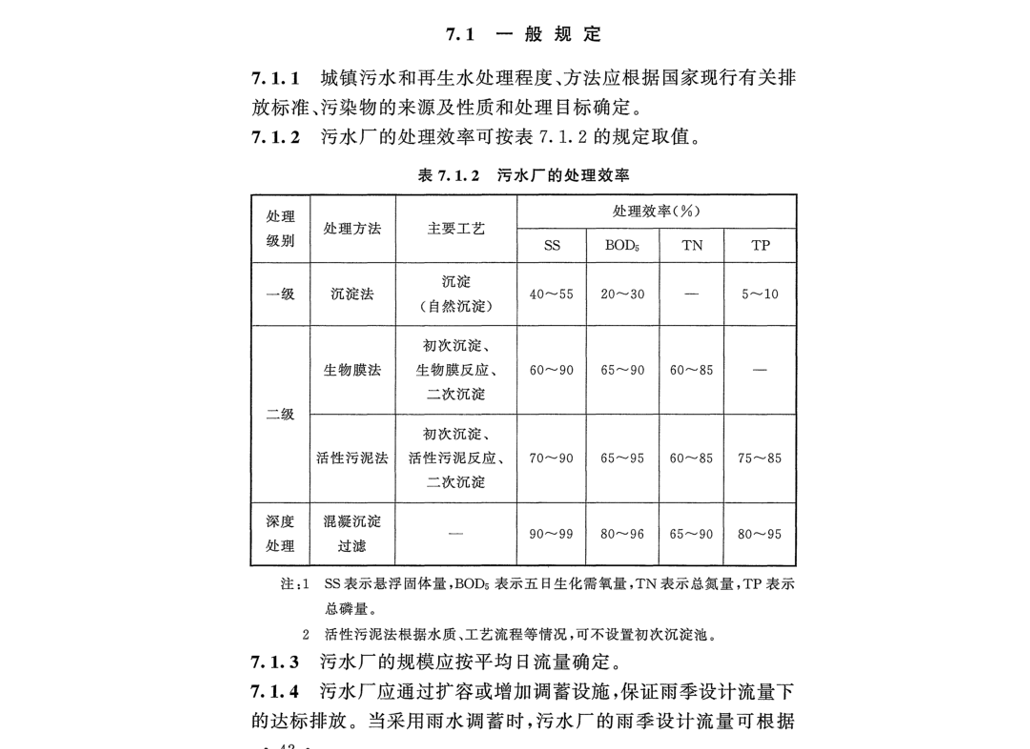 7.1 一般规定
7.1.1 城镇污水和再生水处理程度、方法应根据国家现行有关排
放标准、污染物的来源及性质和处理目标确定。
7.1.2 污水厂的处理效率可按表 7.1.2 的规定取值。
表 7.1.2 污水厂的处理效率
处理级别 处理方法 主要工艺 处理效率(%)
SS BOD₅ TN TP
一级 沉淀法 沉淀(自然沉淀) 40～55 20～30 — 5～10
二级 生物膜法 初次沉淀、生物膜反应、二次沉淀 60～90 65～90 60～85 —
活性污泥法 初次沉淀、活性污泥反应、二次沉淀 70～90 65～95 60～85 75～85
深度处理 混凝沉淀过滤 — 90～99 80～96 65～90 80～95
注:1 SS 表示悬浮固体量,BOD₅ 表示五日生化需氧量,TN 表示总氮量,TP 表示
总磷量。
2 活性污泥法根据水质、工艺流程等情况,可不设置初次沉淀池。
7.1.3 污水厂的规模应按平均日流量确定。
7.1.4 污水厂应通过扩容或增加调蓄设施,保证雨季设计流量下
的达标排放。当采用雨水调蓄时,污水厂的雨季设计流量可根据